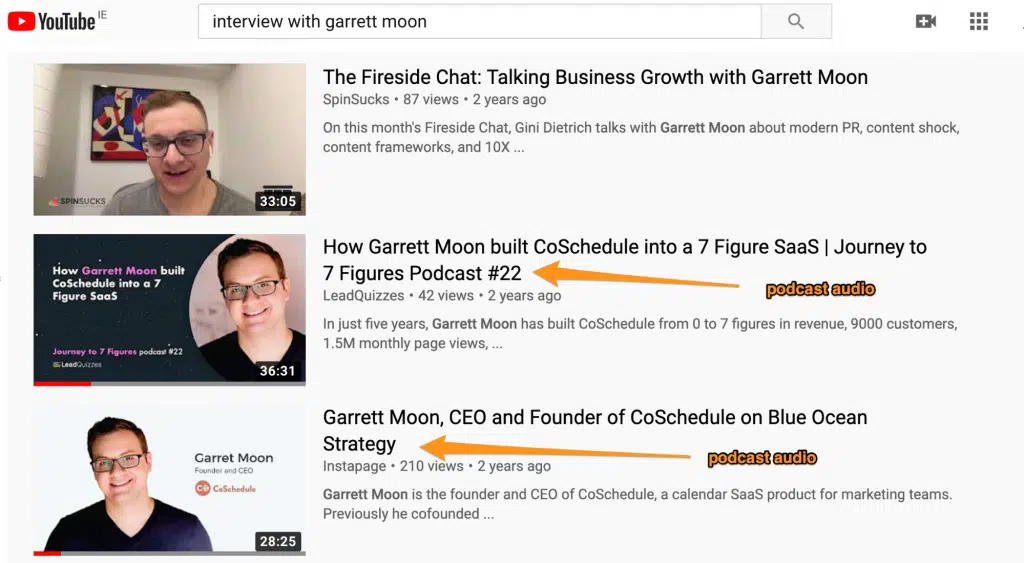 YouTube IE
interview with garrett moon
The Fireside Chat: Talking Business Growth with Garrett Moon
SpinSucks • 87 views • 2 years ago
On this month's Fireside Chat, Gini Dietrich talks with Garrett Moon about modern PR, content shock,
content frameworks, and 10X ...
SPINSUCKS
33:05
How Garrett Moon built
CoSchedule into a 7
Figure SaaS
Journey to 7 Figures podcast #22
LeadQuizzes
36:31
How Garrett Moon built CoSchedule into a 7 Figure SaaS | Journey to
7 Figures Podcast #22
podcast audio
LeadQuizzes • 42 views • 2 years ago
In just five years, Garrett Moon has built CoSchedule from 0 to 7 figures in revenue, 9000 customers,
1.5M monthly page views, ...
Garret Moon
Founder and CEO
CoSchedule
28:25
Garrett Moon, CEO and Founder of CoSchedule on Blue Ocean
Strategy
podcast audio
Instapage • 210 views • 2 years ago
Garrett Moon is the founder and CEO of CoSchedule, a calendar SaaS product for marketing teams.
Previously he cofounded ...